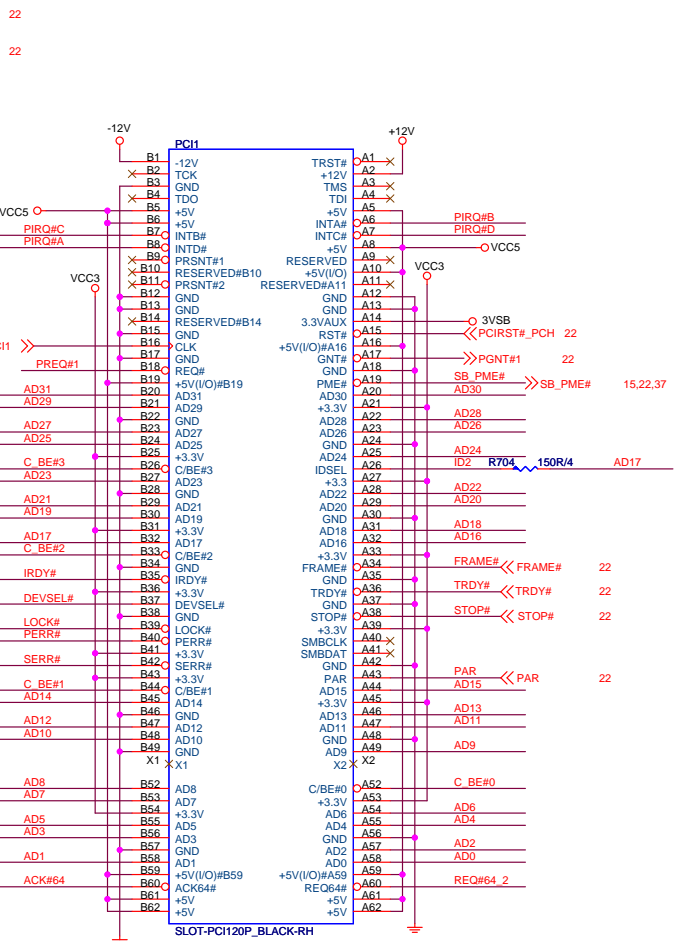 22
22
-12V +12V
PCI1
B1 -12V TRST# A1
B2 TCK +12V A2
B3 GND TMS A3
B4 TDO TDI A4
VCC5 B5 +5V +5V A5
B6 +5V INTA# A6 PIRQ#B
PIRQ#C B7 INTB# INTC# A7 PIRQ#D
PIRQ#A B8 INTD# +5V A8 VCC5
B9 PRSNT#1 RESERVED A9
B10 RESERVED#B10 +5V(I/O) A10
VCC3 B11 PRSNT#2 RESERVED#A11 A11 VCC3
B12 GND GND A12
B13 GND GND A13
B14 RESERVED#B14 3.3VAUX A14 3VSB
B15 GND RST# A15 PCIRST#_PCH 22
CI1 B16 CLK +5V(I/O)#A16 A16
B17 GND GNT# A17 PGNT#1 22
PREQ#1 B18 REQ# GND A18
B19 +5V(I/O)#B19 PME# A19 SB_PME# SB_PME# 15,22,37
AD31 B20 AD31 AD30 A20 AD30
AD29 B21 AD29 +3.3V A21
B22 GND AD28 A22 AD28
AD27 B23 AD27 AD26 A23 AD26
AD25 B24 AD25 GND A24
B25 +3.3V AD24 A25 AD24
C_BE#3 B26 C/BE#3 IDSEL A26 ID2 R704 150R/4 AD17
AD23 B27 AD23 +3.3 A27
B28 GND AD22 A28 AD22
AD21 B29 AD21 AD20 A29 AD20
AD19 B30 AD19 GND A30
B31 +3.3V AD18 A31 AD18
AD17 B32 AD17 AD16 A32 AD16
C_BE#2 B33 C/BE#2 +3.3V A33
B34 GND FRAME# A34 FRAME# FRAME# 22
IRDY# B35 IRDY# GND A35
B36 +3.3V TRDY# A36 TRDY# TRDY# 22
DEVSEL# B37 DEVSEL# GND A37
B38 GND STOP# A38 STOP# STOP# 22
LOCK# B39 LOCK# +3.3V A39
PERR# B40 PERR# SMBCLK A40
B41 +3.3V SMBDAT A41
SERR# B42 SERR# GND A42
B43 +3.3V PAR A43 PAR PAR 22
C_BE#1 B44 C/BE#1 AD15 A44 AD15
AD14 B45 AD14 +3.3V A45
B46 GND AD13 A46 AD13
AD12 B47 AD12 AD11 A47 AD11
AD10 B48 AD10 GND A48
B49 GND AD9 A49 AD9
X1 X1 X2 X2
AD8 B52 AD8 C/BE#0 A52 C_BE#0
AD7 B53 AD7 +3.3V A53
B54 +3.3V AD6 A54 AD6
AD5 B55 AD5 AD4 A55 AD4
AD3 B56 AD3 GND A56
B57 GND AD2 A57 AD2
AD1 B58 AD1 AD0 A58 AD0
B59 +5V(I/O)#B59 +5V(I/O)#A59 A59
ACK#64 B60 ACK64# REQ64# A60 REQ#64_2
B61 +5V +5V A61
B62 +5V +5V A62
SLOT-PCI120P_BLACK-RH